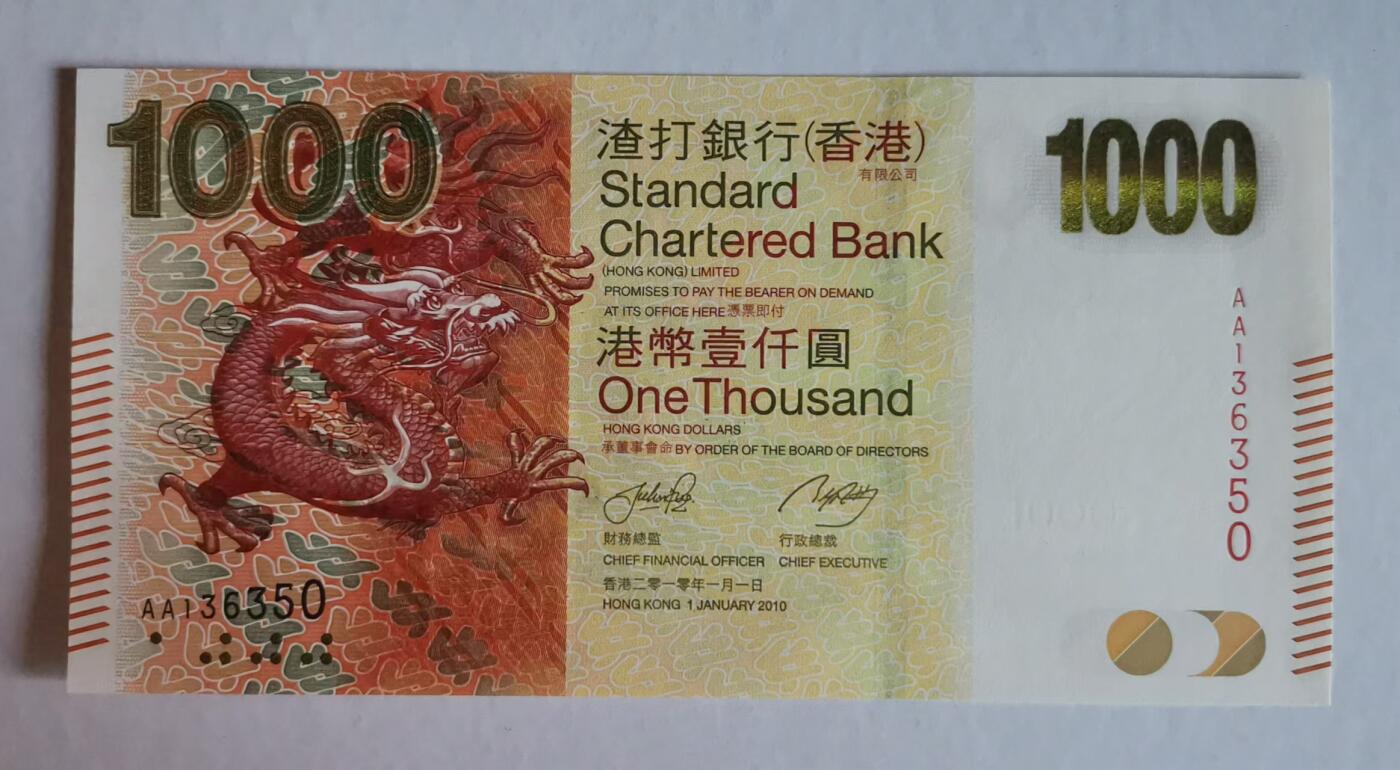 1000
渣打銀行(香港)
有限公司
Standard
Chartered Bank
(HONG KONG) LIMITED
PROMISES TO PAY THE BEARER ON DEMAND
AT ITS OFFICE HERE 憑票即付
港幣壹仟圓
One Thousand
HONG KONG DOLLARS
承董事會命 BY ORDER OF THE BOARD OF DIRECTORS
財務總監 行政總裁
CHIEF FINANCIAL OFFICER CHIEF EXECUTIVE
香港二零一零年一月一日
HONG KONG 1 JANUARY 2010
AA136350
1000
AA136350